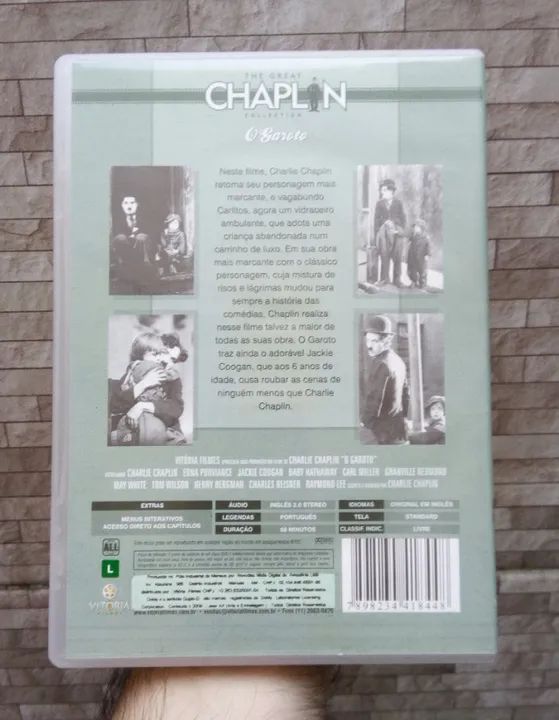 THE GREAT
CHAPLIN
COLLECTION
O Garoto
Neste filme, Charlie Chaplin
retoma seu personagem mais
marcante, o vagabundo
Carlitos, agora um vidraceiro
ambulante, que adota uma
criança abandonada num
carrinho de luxo. Em sua obra
mais marcante com o clássico
personagem, cuja mistura de
risos e lágrimas mudou para
sempre a história das
comédias. Chaplin realiza
nesse filme talvez a maior de
todas as suas obra. O Garoto
traz ainda o adorável Jackie
Coogan, que aos 6 anos de
idade, ousa roubar as cenas de
ninguém menos que Charlie
Chaplin.
VITÓRIA FILMES CHARLIE CHAPLIN "O GAROTO"
CHARLIE CHAPLIN EDNA PURVIANCE JACKIE COOGAN BABY HATHAWAY CARL MILLER GRANVILLE REDMOND
MAY WHITE TOM WILSON HENRY BERGMAN CHARLES REISNER RAYMOND LEE CHARLIE CHAPLIN
EXTRAS ÁUDIO INGLÊS 2.0 STEREO IDIOMAS ORIGINAL EM INGLÊS
MENUS INTERATIVOS LEGENDAS PORTUGUÊS TELA STANDARD
ACESSO DIRETO AOS CAPÍTULOS DURAÇÃO 58 MINUTOS CLASSIF. INDIC. LIVRE
ALL
L
VITÓRIA
7898234418448